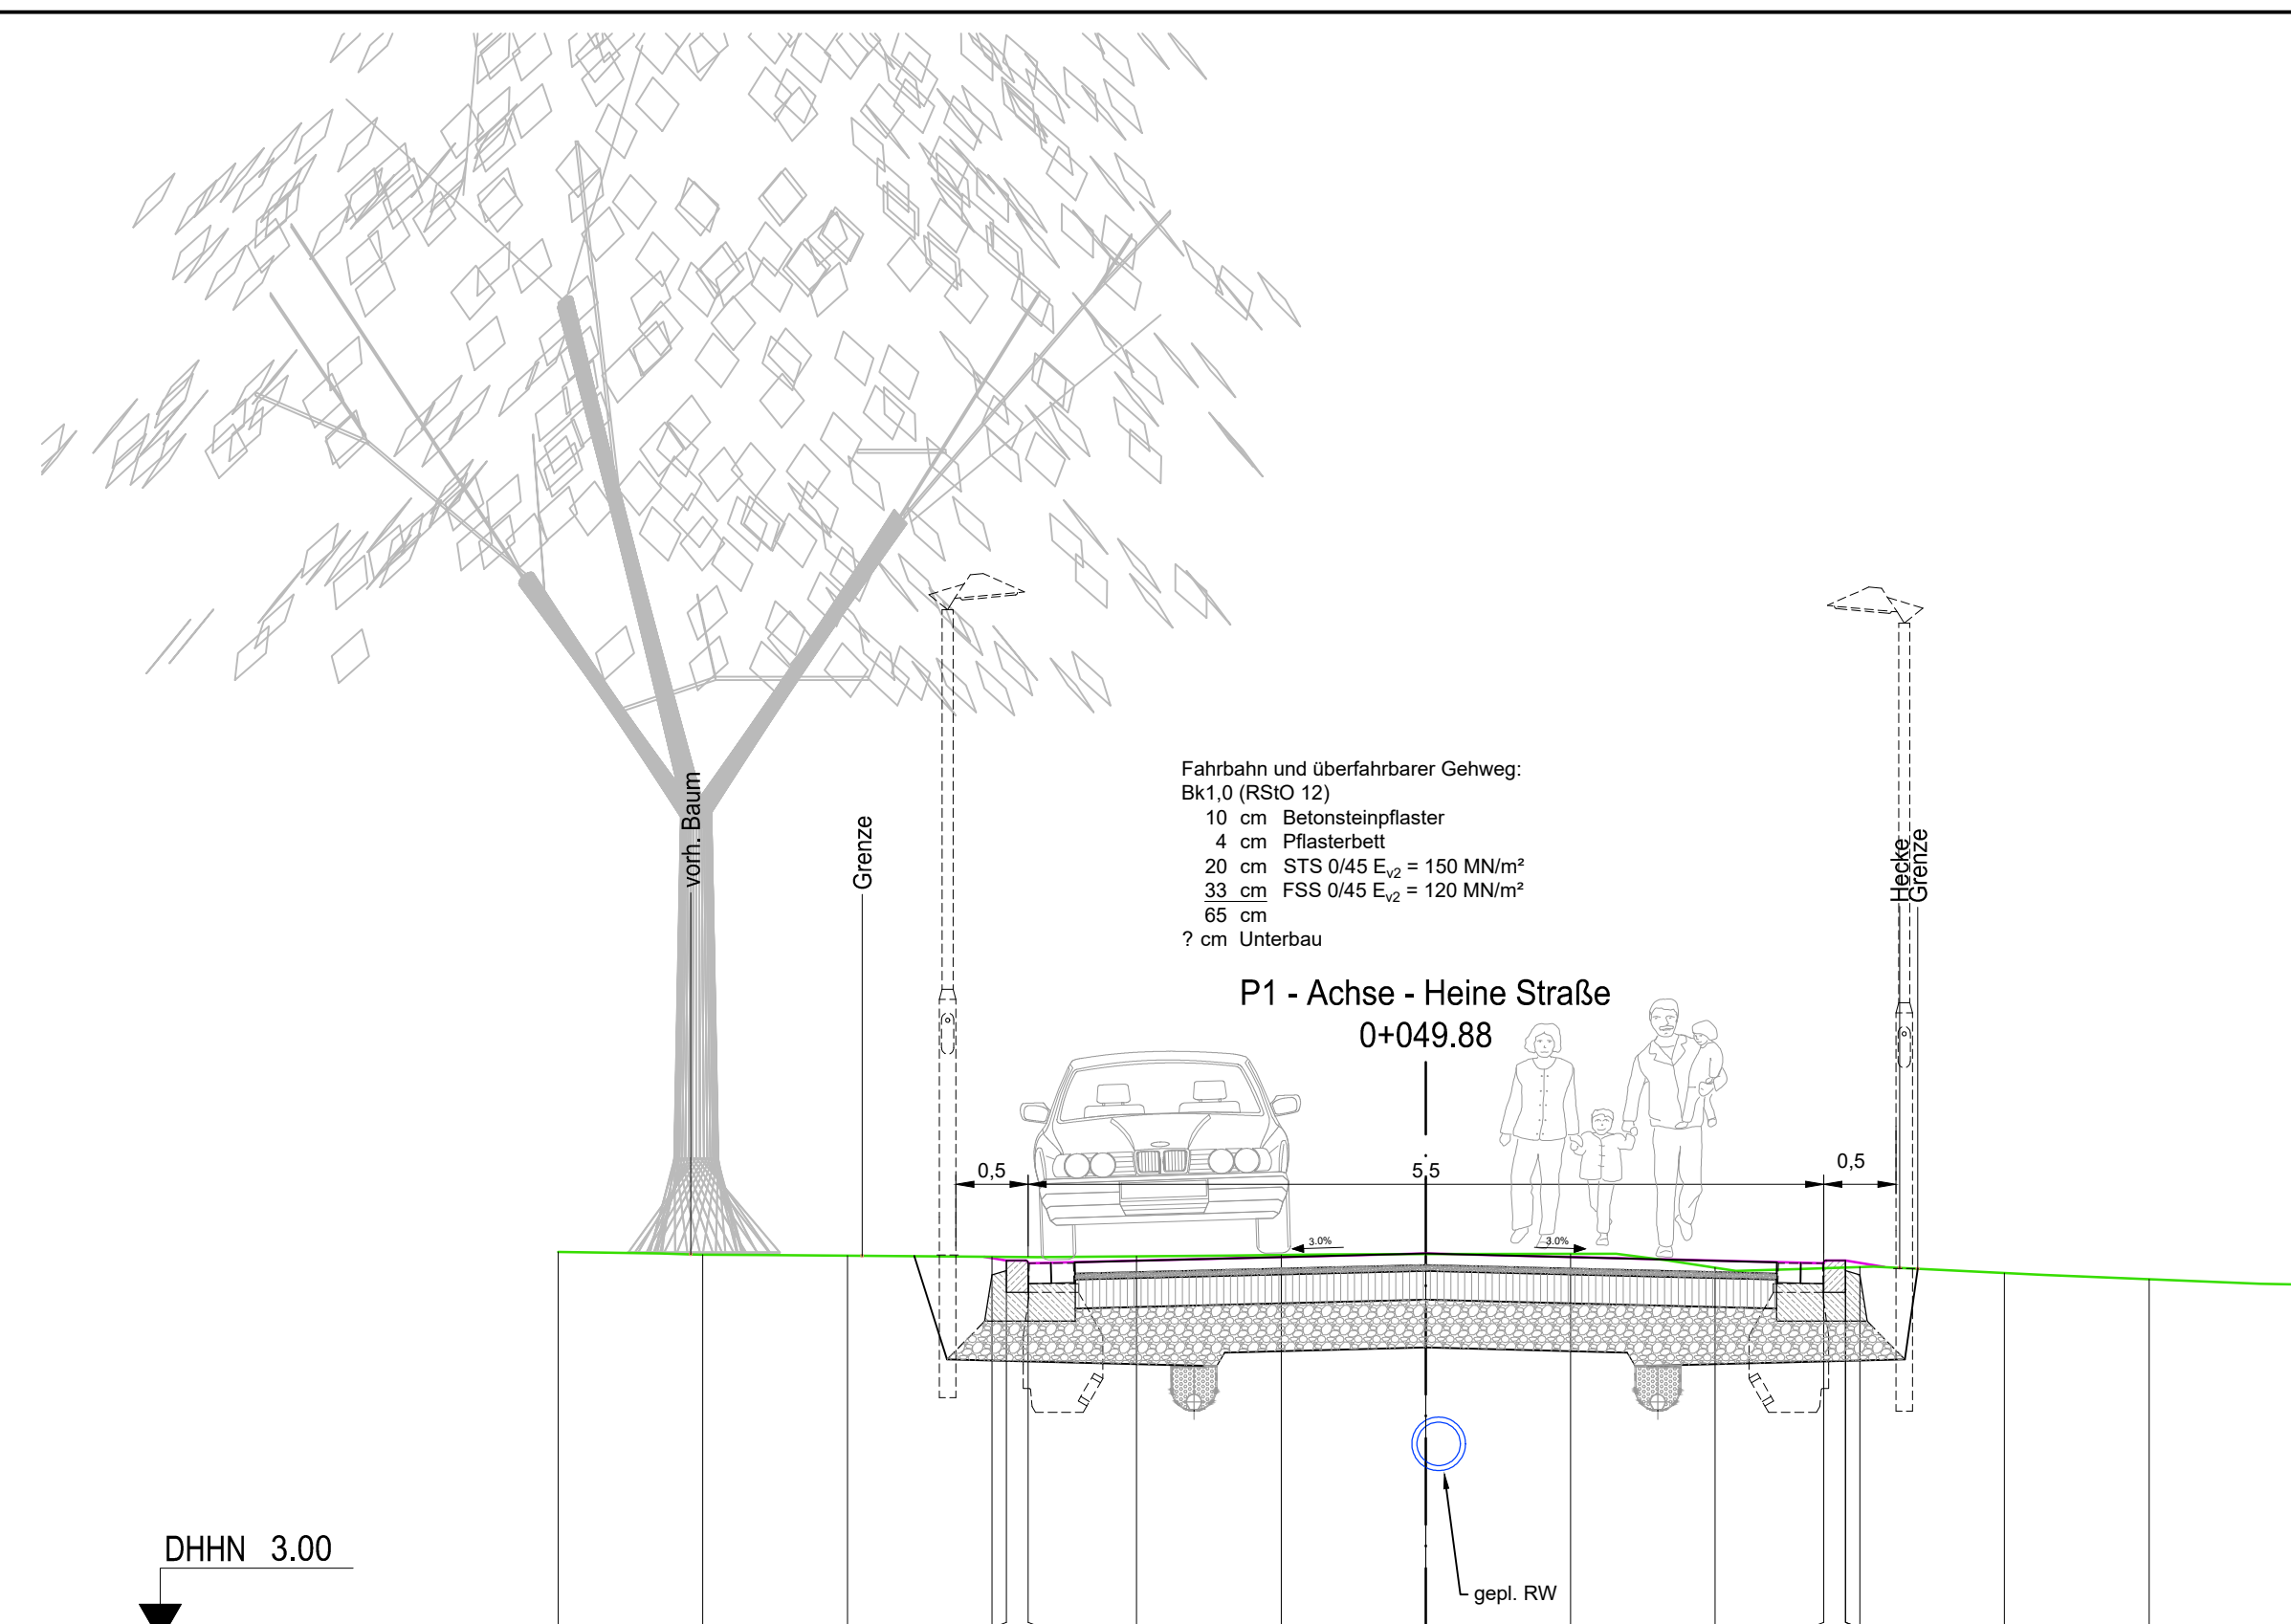 Fahrbahn und überfahrbarer Gehweg:
Bk1,0 (RStO 12)
10 cm Betonsteinpflaster
4 cm Pflasterbett
20 cm STS 0/45 Ev2 = 150 MN/m²
33 cm FSS 0/45 Ev2 = 120 MN/m²
65 cm
? cm Unterbau
vorh. Baum
Grenze
Hecke
Grenze
P1 - Achse - Heine Straße
0+049.88
0,5
5,5
0,5
3.0%
3.0%
DHHN 3.00
gepl. RW